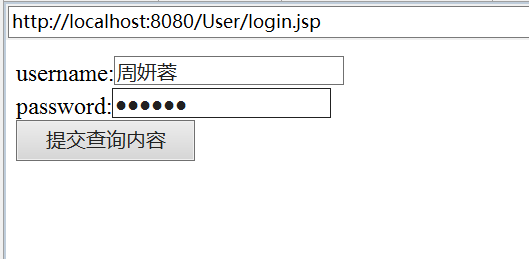 http://localhost:8080/User/login.jsp
username:周妍蓉
password:●●●●●●
提交查询内容